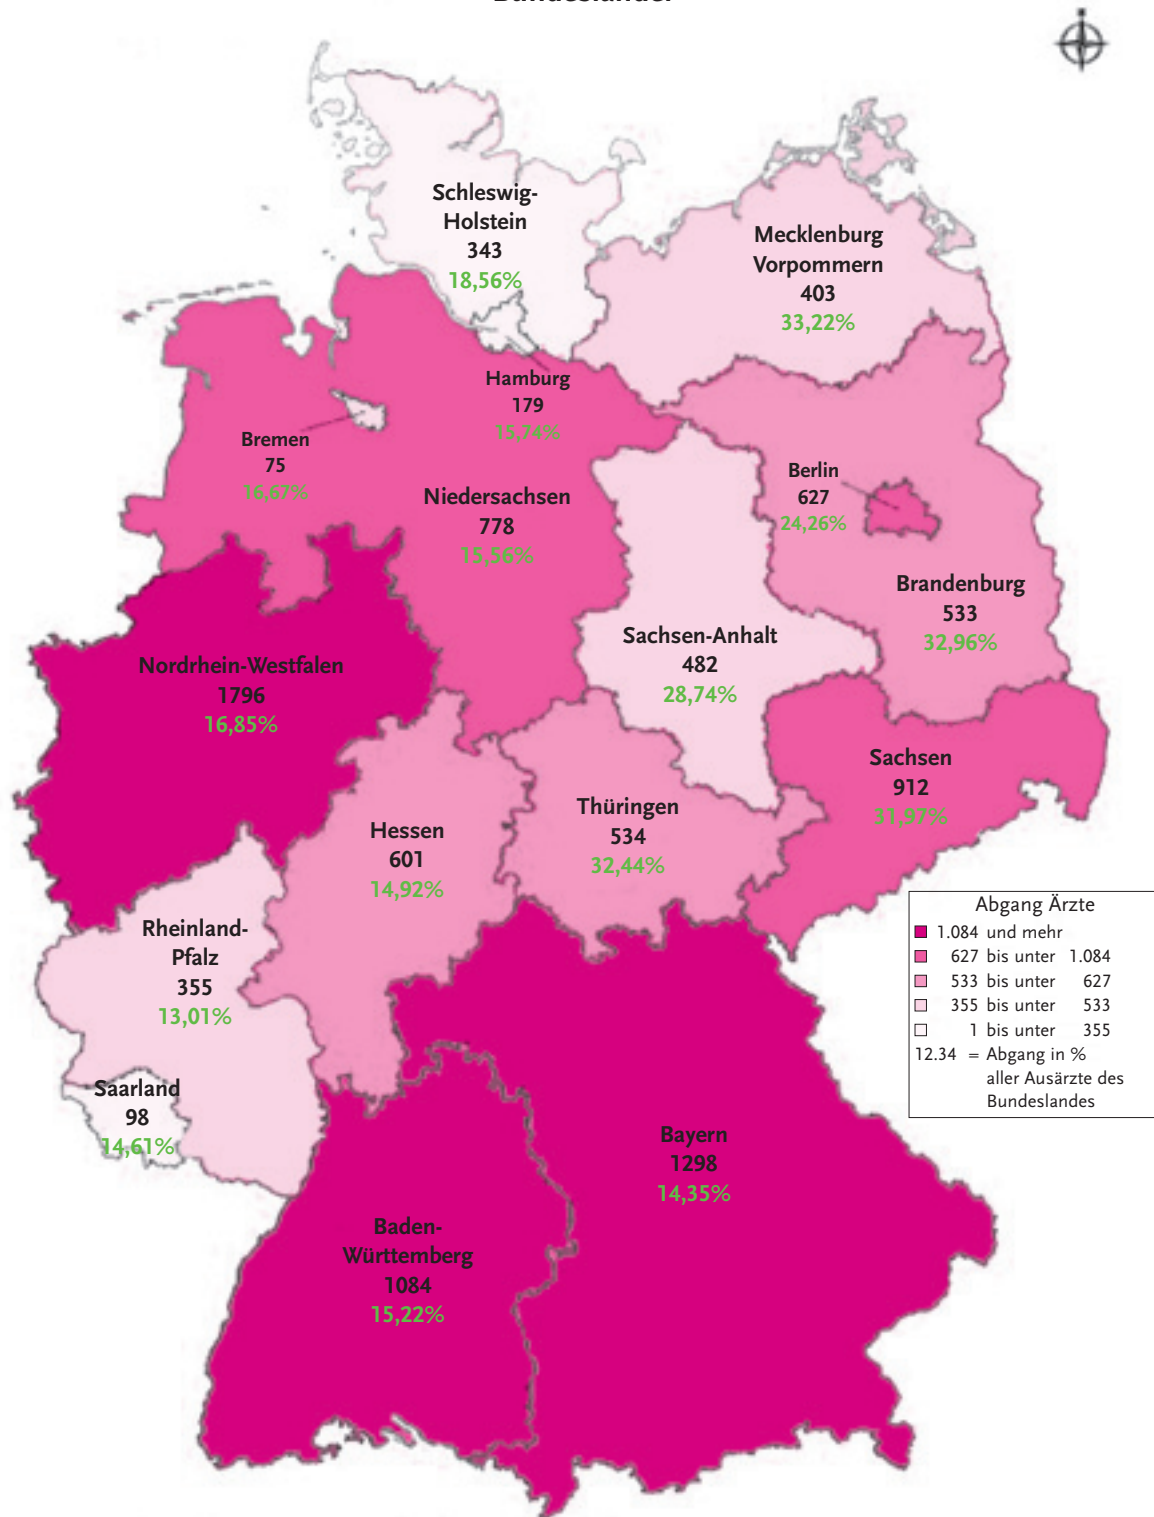 Bundesländer
Schleswig-
Holstein
343
18,56%
Mecklenburg
Vorpommern
403
33,22%
Hamburg
179
15,74%
Bremen
75
16,67%
Niedersachsen
778
15,56%
Berlin
627
24,26%
Brandenburg
533
32,96%
Sachsen-Anhalt
482
28,74%
Nordrhein-Westfalen
1796
16,85%
Sachsen
912
31,97%
Thüringen
534
32,44%
Hessen
601
14,92%
Rheinland-
Pfalz
355
13,01%
Saarland
98
14,61%
Bayern
1298
14,35%
Baden-
Württemberg
1084
15,22%
Abgang Ärzte
1.084 und mehr
627 bis unter 1.084
533 bis unter 627
355 bis unter 533
1 bis unter 355
12.34 = Abgang in %
aller Ausärzte des
Bundeslandes